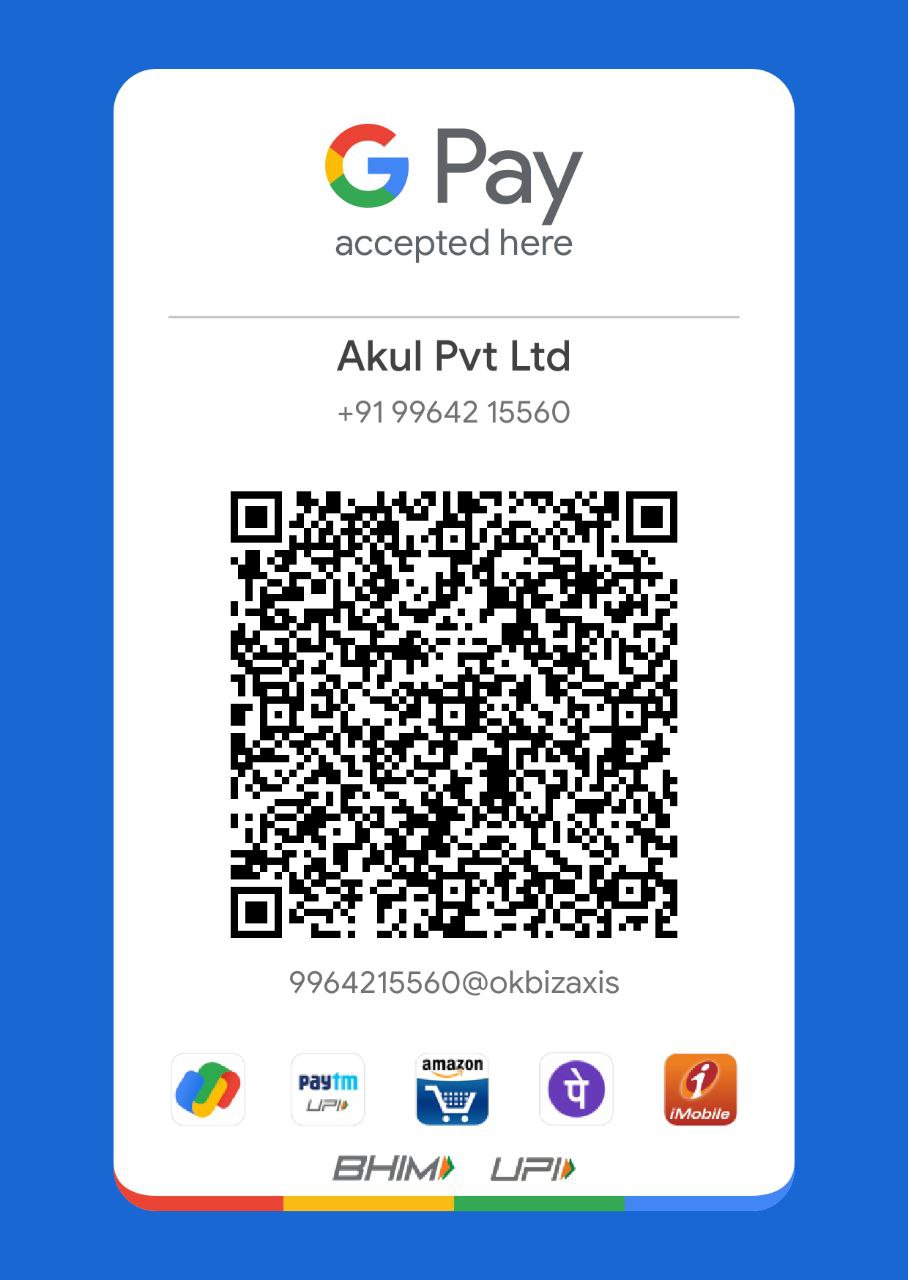 G Pay
accepted here
Akul Pvt Ltd
+91 99642 15560
9964215560@okbizaxis
paytm
UPI
amazon
पे
i
iMobile
BHIM UPI